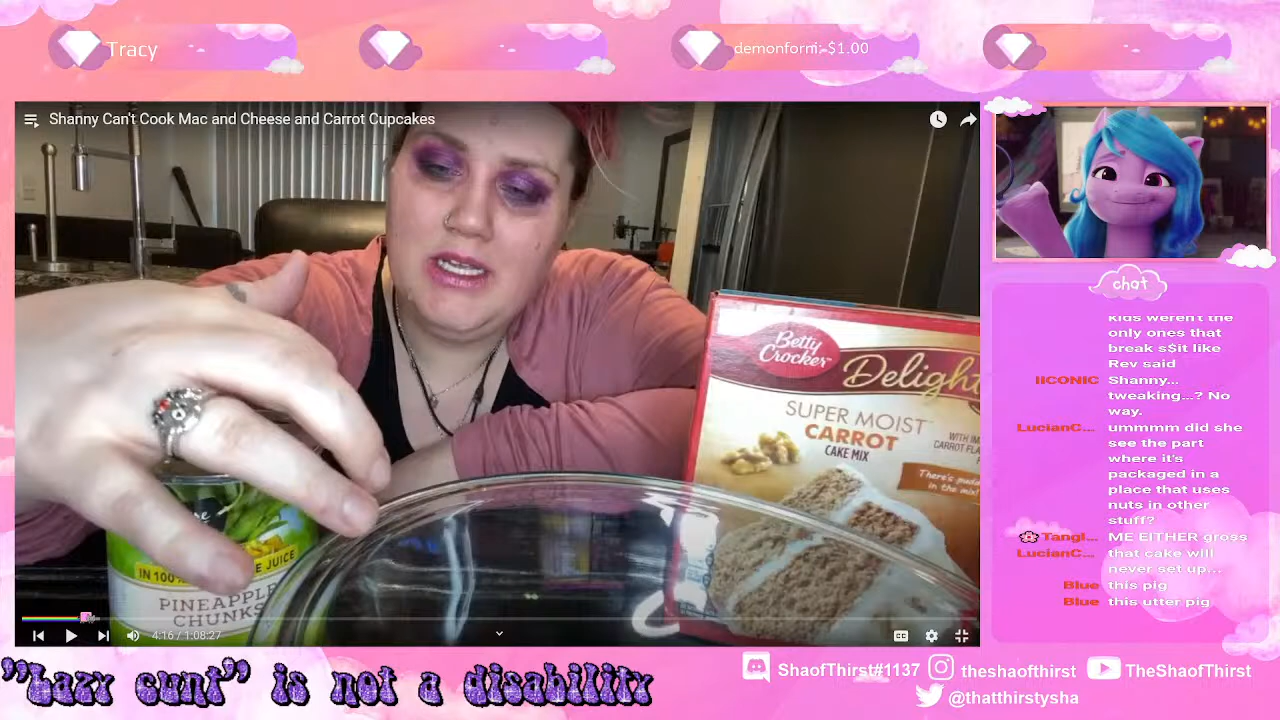 Tracy
demonform: $1.00
Shanny Can't Cook Mac and Cheese and Carrot Cupcakes
Betty
Crocker
Delight
SUPER MOIST
CARROT
CAKE MIX
There's pudding
in the mix!
IN 100%
E JUICE
PINEAPPLE
CHUNKS
4:16 / 1:08:27
CC
chat
kids weren't the
only ones that
break s$it like
Rev said
IICONIC Shanny...
tweaking...? No
way.
LucianC... ummmm did she
see the part
where it's
packaged in a
place that uses
nuts in other
stuff?
Tangl... ME EITHER gross
LucianC... that cake will
never set up...
Blue this pig
Blue this utter pig
"Lazy cunt" is not a disability
ShaofThirst#1137
theshaofthirst
TheShaofThirst
@thatthirstysha